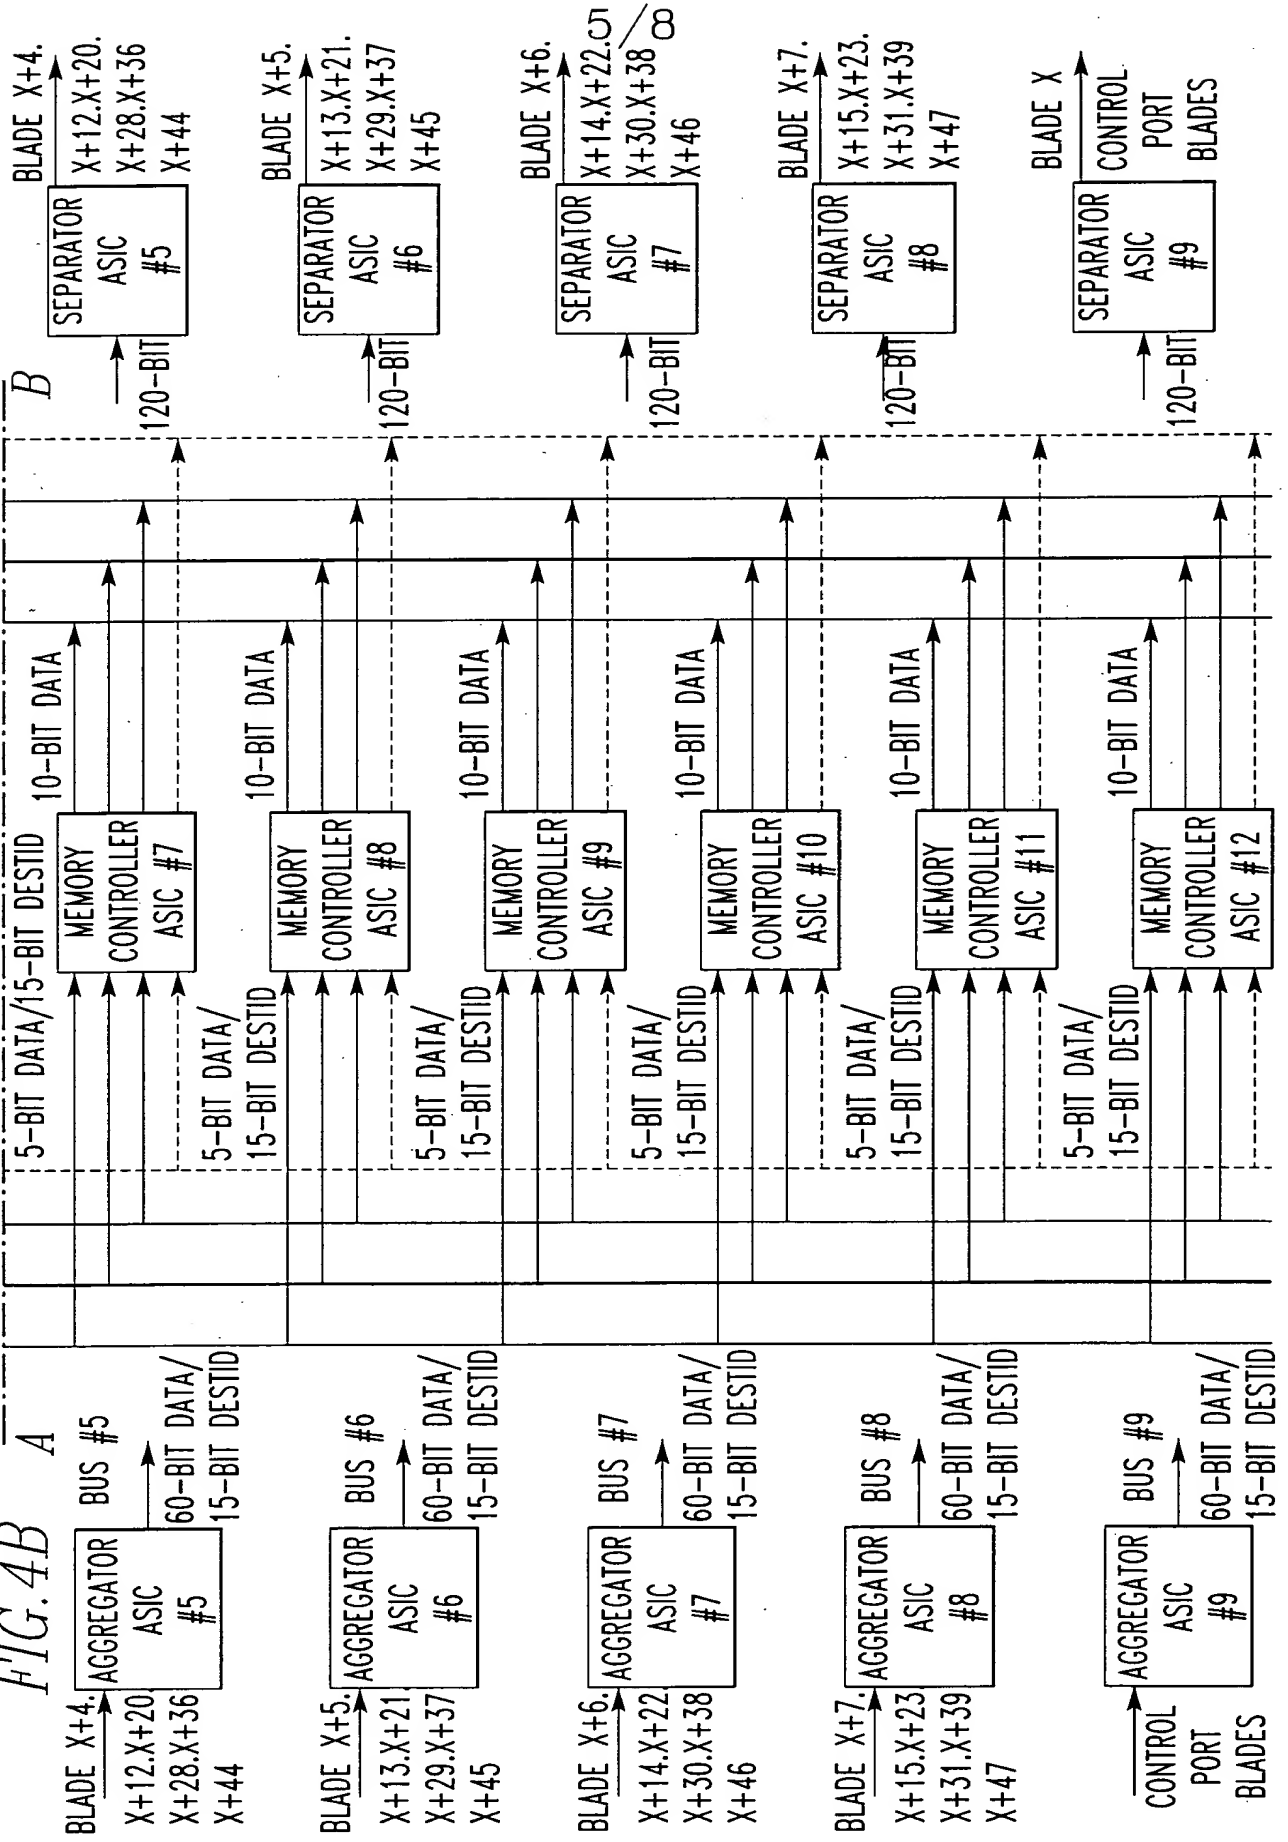 5/8
FIG.4B
A
B
BLADE X+4.
X+12.X+20.
X+28.X+36
X+44
AGGREGATOR
ASIC
#5
BUS #5
60-BIT DATA/
15-BIT DESTID
BLADE X+5.
X+13.X+21.
X+29.X+37
X+45
AGGREGATOR
ASIC
#6
BUS #6
60-BIT DATA/
15-BIT DESTID
BLADE X+6.
X+14.X+22.
X+30.X+38
X+46
AGGREGATOR
ASIC
#7
BUS #7
60-BIT DATA/
15-BIT DESTID
BLADE X+7.
X+15.X+23
X+31.X+39
X+47
AGGREGATOR
ASIC
#8
BUS #8
60-BIT DATA/
15-BIT DESTID
CONTROL
PORT
BLADES
AGGREGATOR
ASIC
#9
BUS #9
60-BIT DATA/
15-BIT DESTID
5-BIT DATA/15-BIT DESTID
MEMORY
CONTROLLER
ASIC #7
10-BIT DATA
5-BIT DATA/
15-BIT DESTID
MEMORY
CONTROLLER
ASIC #8
10-BIT DATA
5-BIT DATA/
15-BIT DESTID
MEMORY
CONTROLLER
ASIC #9
10-BIT DATA
5-BIT DATA/
15-BIT DESTID
MEMORY
CONTROLLER
ASIC #10
10-BIT DATA
5-BIT DATA/
15-BIT DESTID
MEMORY
CONTROLLER
ASIC #11
10-BIT DATA
5-BIT DATA/
15-BIT DESTID
MEMORY
CONTROLLER
ASIC #12
10-BIT DATA
120-BIT
SEPARATOR
ASIC
#5
BLADE X+4.
X+12.X+20.
X+28.X+36
X+44
120-BIT
SEPARATOR
ASIC
#6
BLADE X+5.
X+13.X+21.
X+29.X+37
X+45
120-BIT
SEPARATOR
ASIC
#7
BLADE X+6.
X+14.X+22.
X+30.X+38
X+46
120-BIT
SEPARATOR
ASIC
#8
BLADE X+7.
X+15.X+23.
X+31.X+39
X+47
120-BIT
SEPARATOR
ASIC
#9
BLADE X
CONTROL
PORT
BLADES